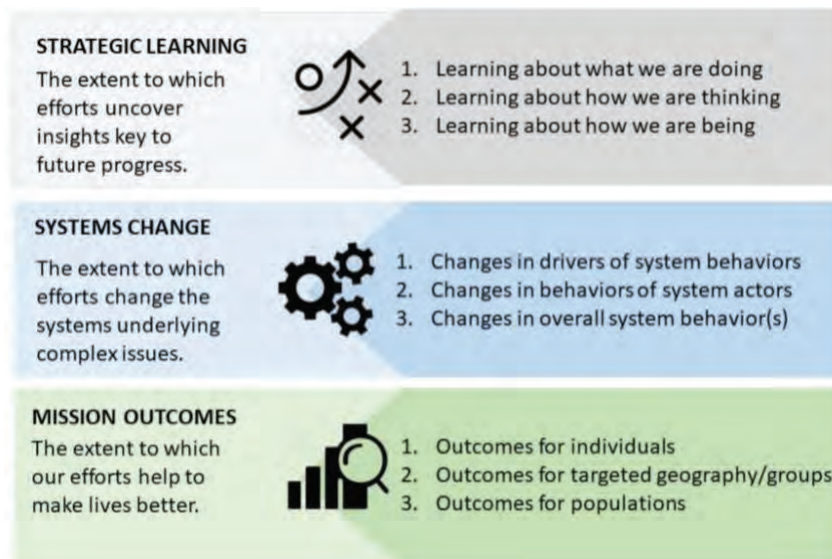 STRATEGIC LEARNING
The extent to which
efforts uncover
insights key to
future progress.
1. Learning about what we are doing
2. Learning about how we are thinking
3. Learning about how we are being
SYSTEMS CHANGE
The extent to which
efforts change the
systems underlying
complex issues.
1. Changes in drivers of system behaviors
2. Changes in behaviors of system actors
3. Changes in overall system behavior(s)
MISSION OUTCOMES
The extent to which
our efforts help to
make lives better.
1. Outcomes for individuals
2. Outcomes for targeted geography/groups
3. Outcomes for populations